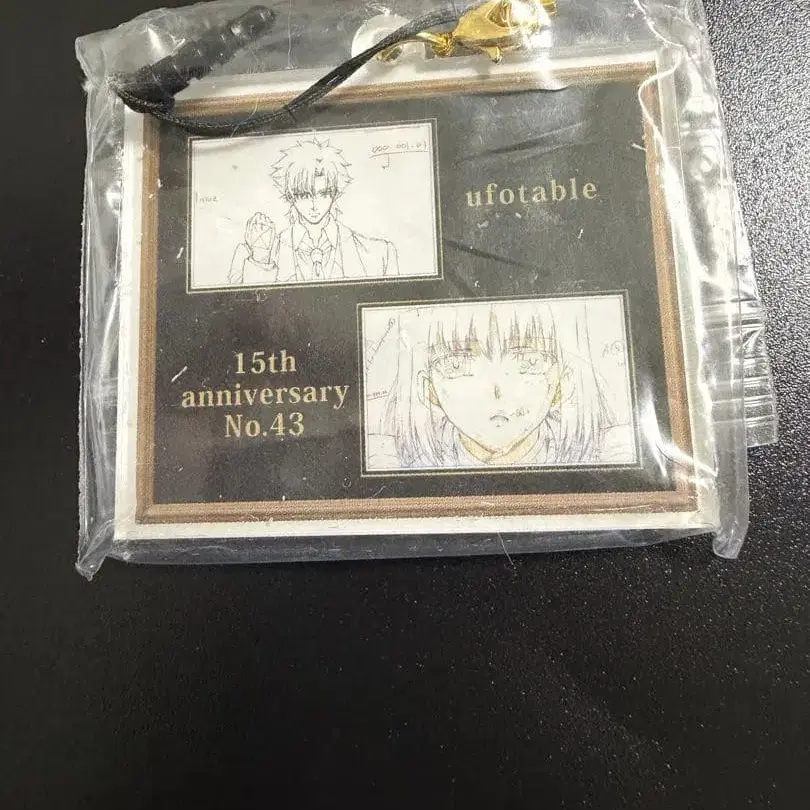 ufotable
15th
anniversary
No.43